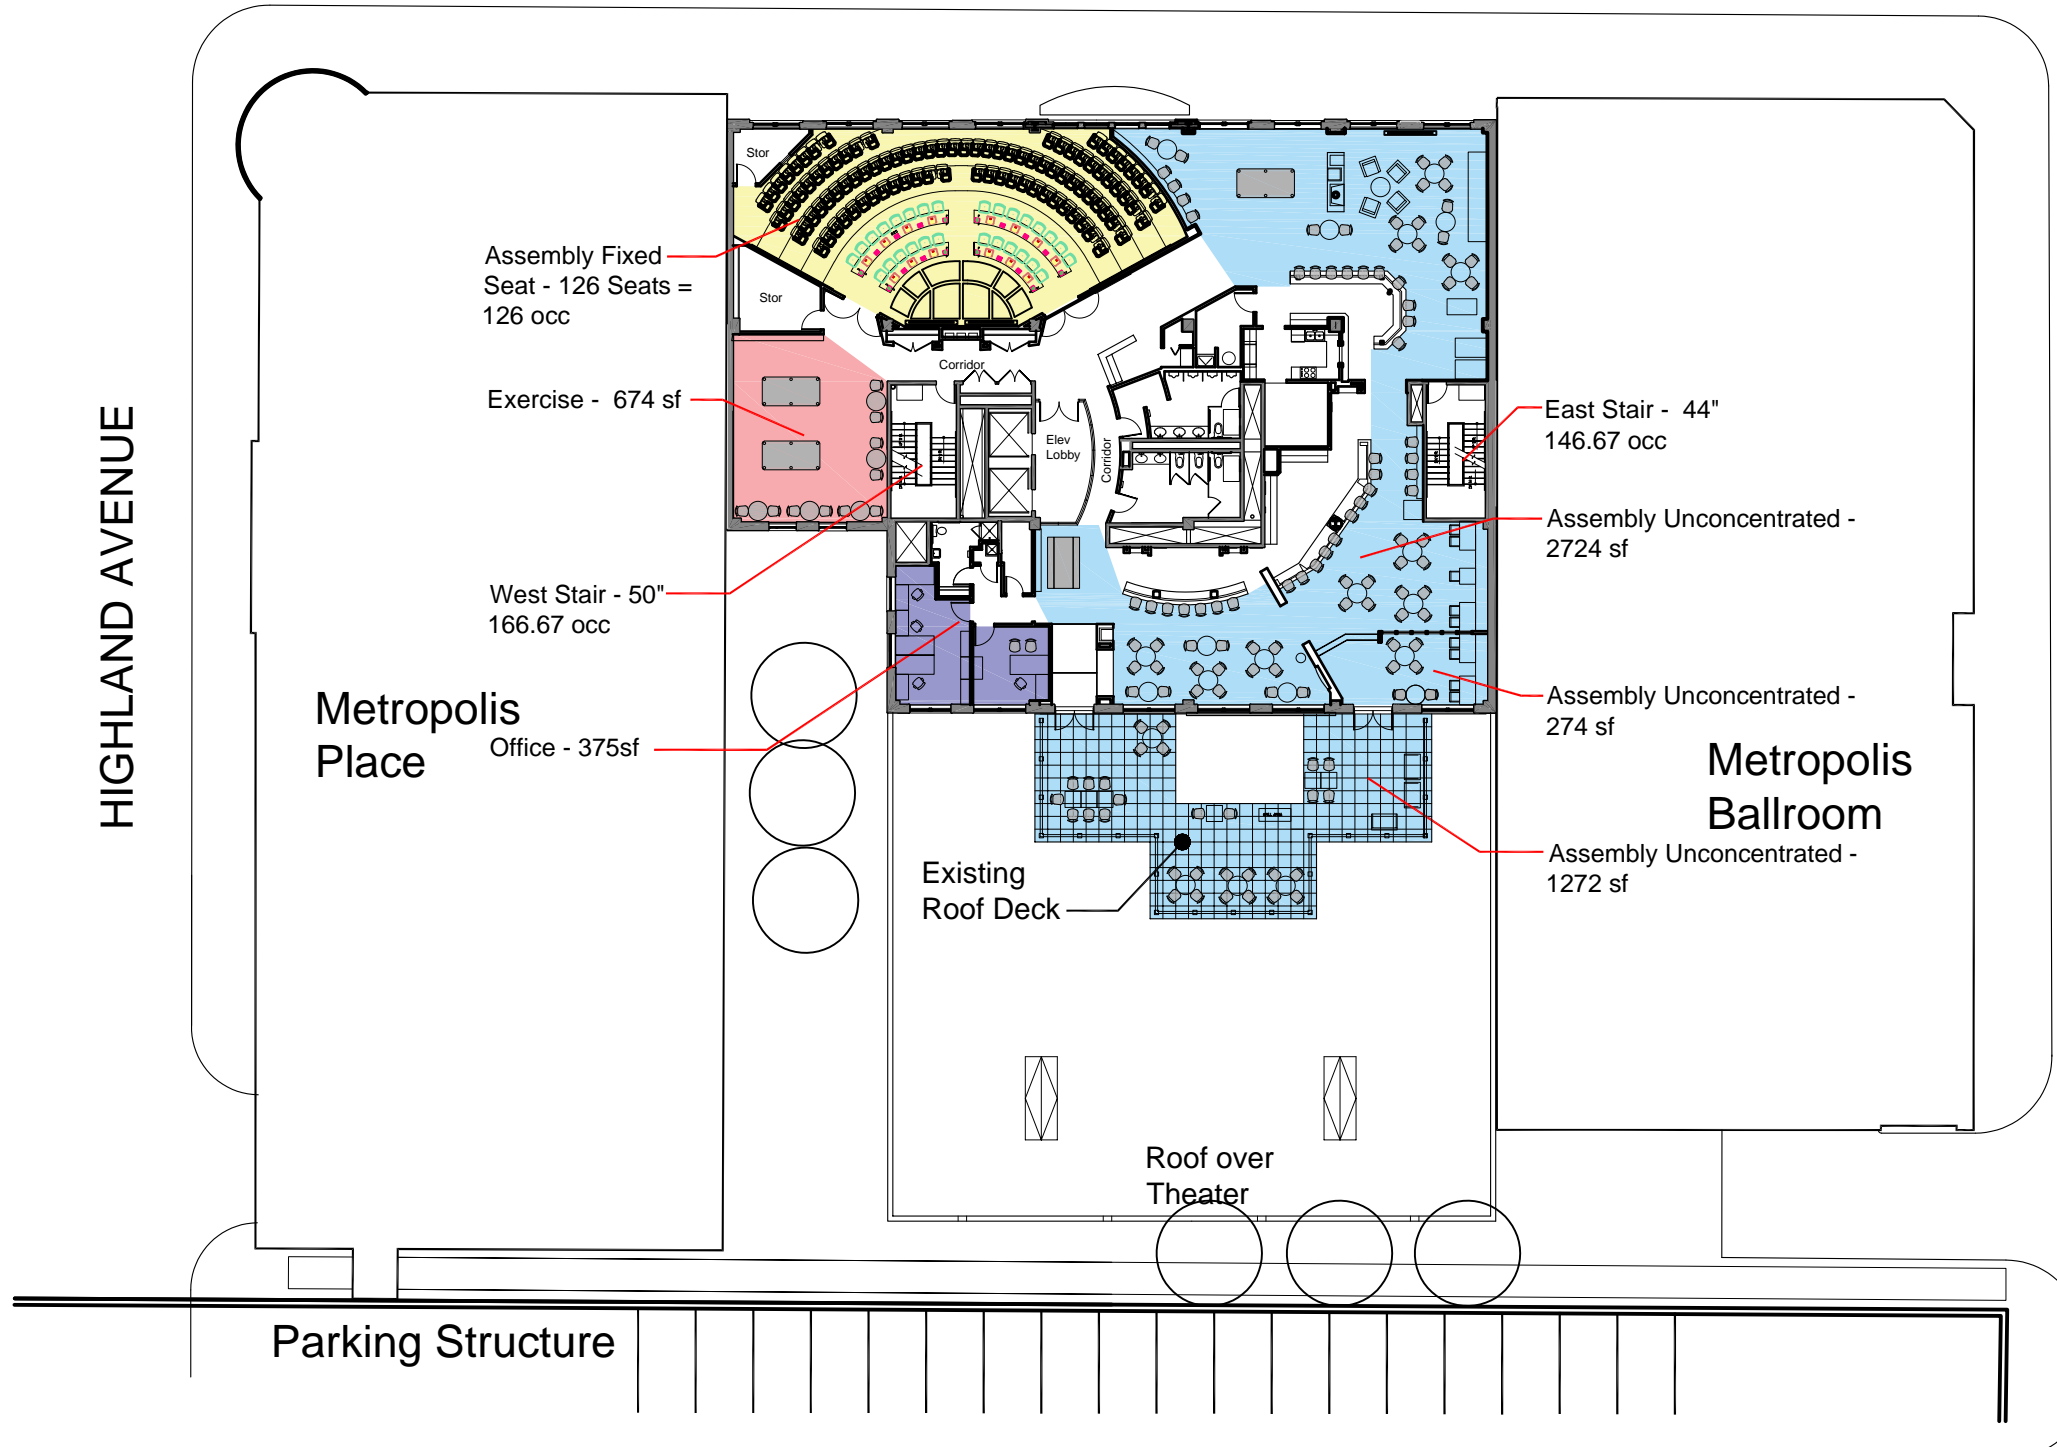 HIGHLAND AVENUE
Stor
Assembly Fixed
Seat - 126 Seats =
126 occ
Stor
Corridor
Exercise - 674 sf
Elev
Lobby
Corridor
East Stair - 44"
146.67 occ
Assembly Unconcentrated -
2724 sf
West Stair - 50"
166.67 occ
Metropolis
Place
Office - 375sf
Assembly Unconcentrated -
274 sf
Metropolis
Ballroom
Assembly Unconcentrated -
1272 sf
Existing
Roof Deck
Roof over
Theater
Parking Structure